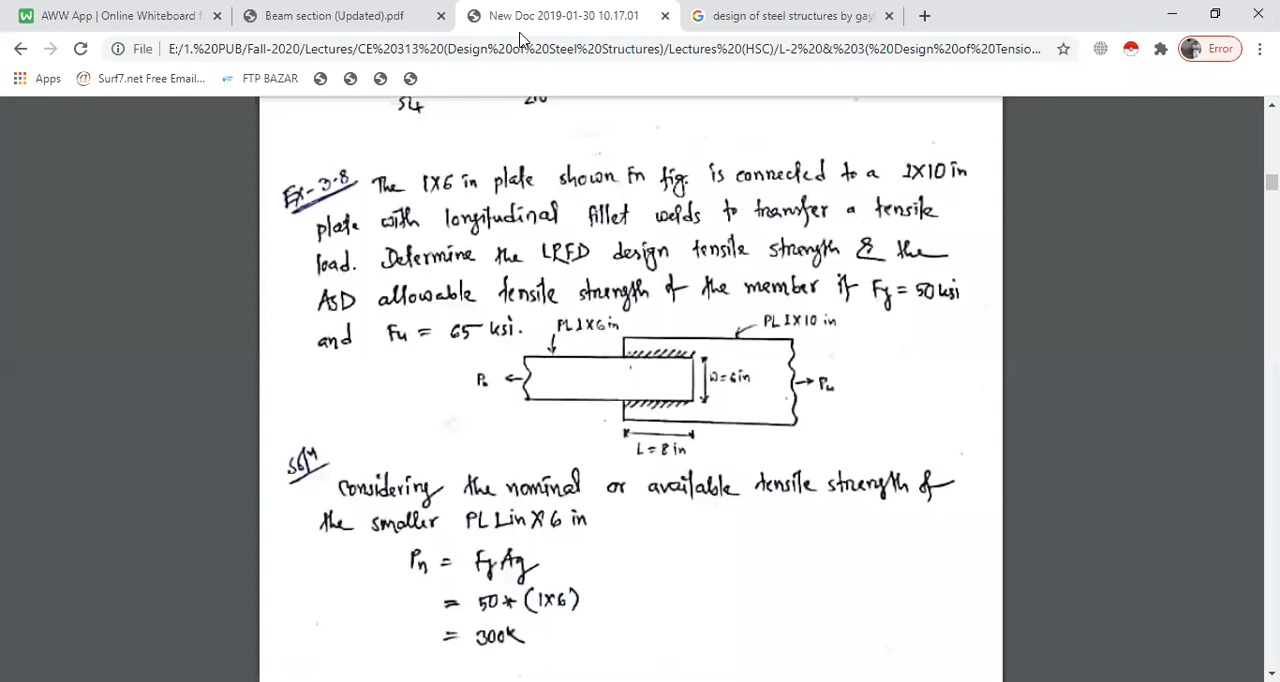 AWW App | Online Whiteboard f
Beam section (Updated).pdf
New Doc 2019-01-30 10.17.01
design of steel structures by gayl
File
E:/1.%20PUB/Fall-2020/Lectures/CE%20313%20(Design%20of%20Steel%20Structures)/Lectures%20(HSC)/L-2%20&%203(%20Design%20of%20Tensio...
Error
Apps
Surf7.net Free Email...
FTP BAZAR
Ex-3-8 The 1X6 in plate shown in fig. is connected to a 1X10 in
plate with longitudinal fillet welds to transfer a tensile
load. Determine the LRFD design tensile strength & the
ASD allowable tensile strength of the member if Fy = 50 ksi
and Fu = 65 ksi.
PL 1X6 in
PL 1X10 in
Pu
W=6in
Pu
L=8in
Solⁿ
Considering the nominal or available tensile strength of
the smaller PL 1in X 6 in
Pn = Fy Ag
= 50 * (1X6)
= 300k